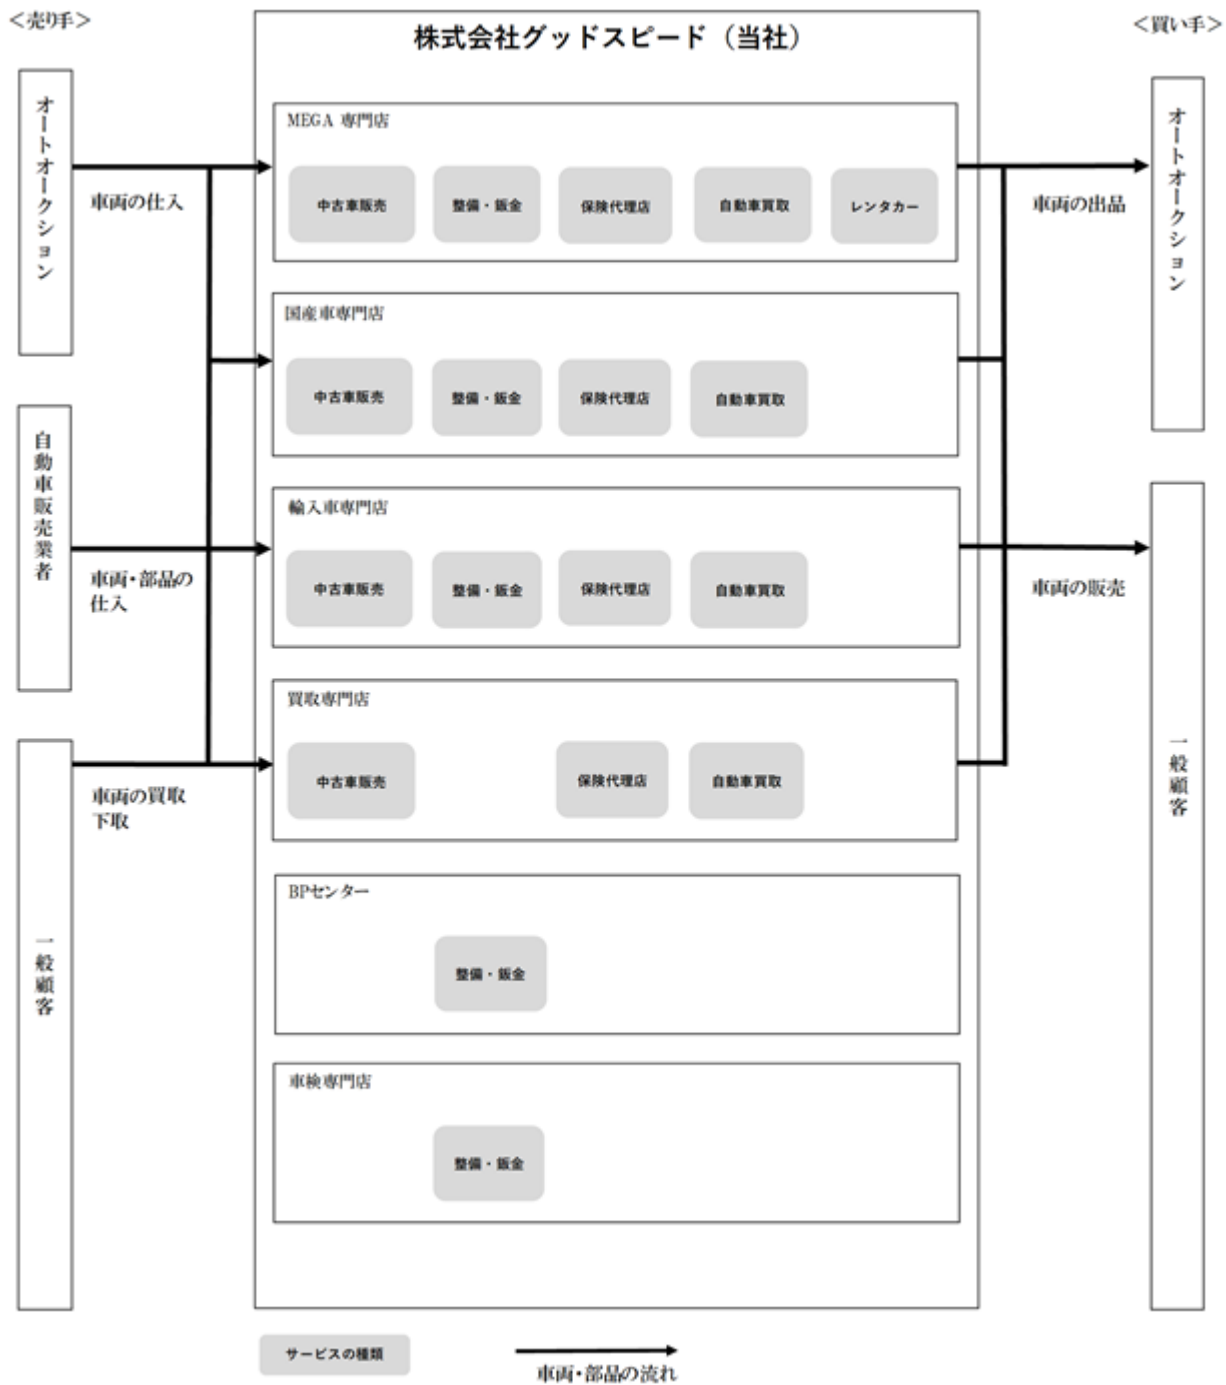 ＜売り手＞
＜買い手＞
株式会社グッドスピード（当社）
オートオークション
車両の仕入
自動車販売業者
車両・部品の
仕入
車両の買取
下取
一般顧客
MEGA 専門店
中古車販売
整備・鈑金
保険代理店
自動車買取
レンタカー
国産車専門店
中古車販売
整備・鈑金
保険代理店
自動車買取
輸入車専門店
中古車販売
整備・鈑金
保険代理店
自動車買取
買取専門店
中古車販売
保険代理店
自動車買取
BPセンター
整備・鈑金
車検専門店
整備・鈑金
オートオークション
車両の出品
車両の販売
一般顧客
サービスの種類
車両・部品の流れ